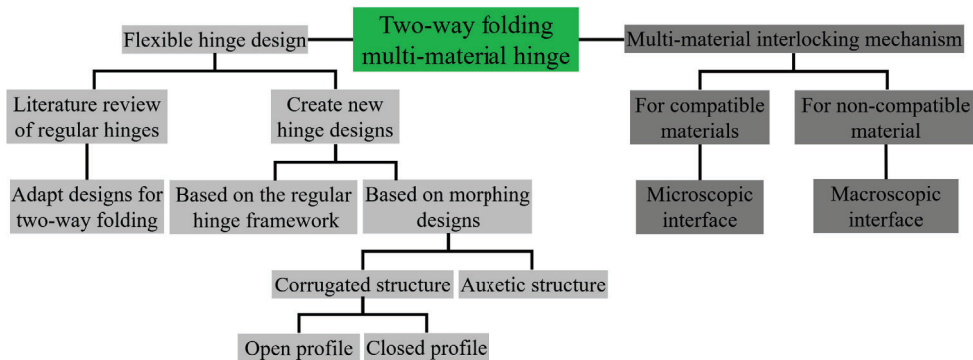 Two-way folding
multi-material hinge
Flexible hinge design
Multi-material interlocking mechanism
Literature review
of regular hinges
Create new
hinge designs
For compatible
materials
For non-compatible
material
Adapt designs for
two-way folding
Based on the regular
hinge framework
Based on morphing
designs
Microscopic
interface
Macroscopic
interface
Corrugated structure
Auxetic structure
Open profile
Closed profile